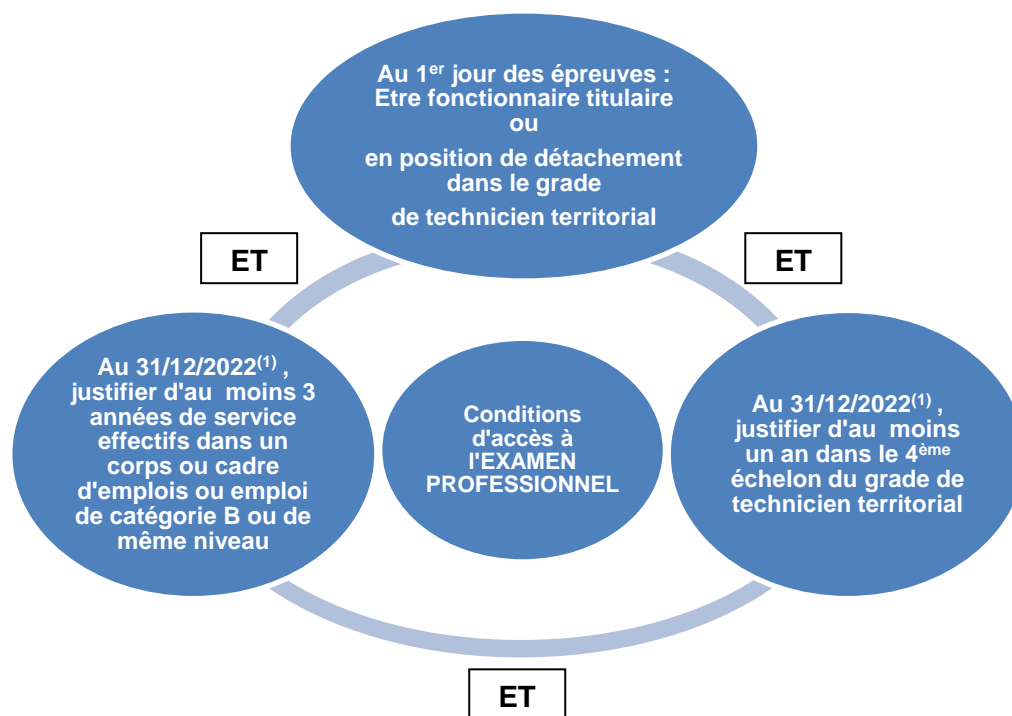 Au 1er jour des épreuves :
Etre fonctionnaire titulaire
ou
en position de détachement
dans le grade
de technicien territorial
ET
ET
Au 31/12/2022(1) ,
justifier d'au moins 3
années de service
effectifs dans un
corps ou cadre
d'emplois ou emploi
de catégorie B ou de
même niveau
Conditions
d'accès à
l'EXAMEN
PROFESSIONNEL
Au 31/12/2022(1) ,
justifier d'au moins
un an dans le 4ème
échelon du grade de
technicien territorial
ET